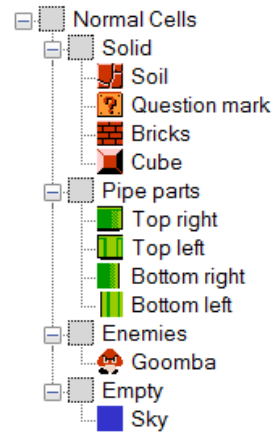 Normal Cells
Solid
Soil
Question mark
Bricks
Cube
Pipe parts
Top right
Top left
Bottom right
Bottom left
Enemies
Goomba
Empty
Sky